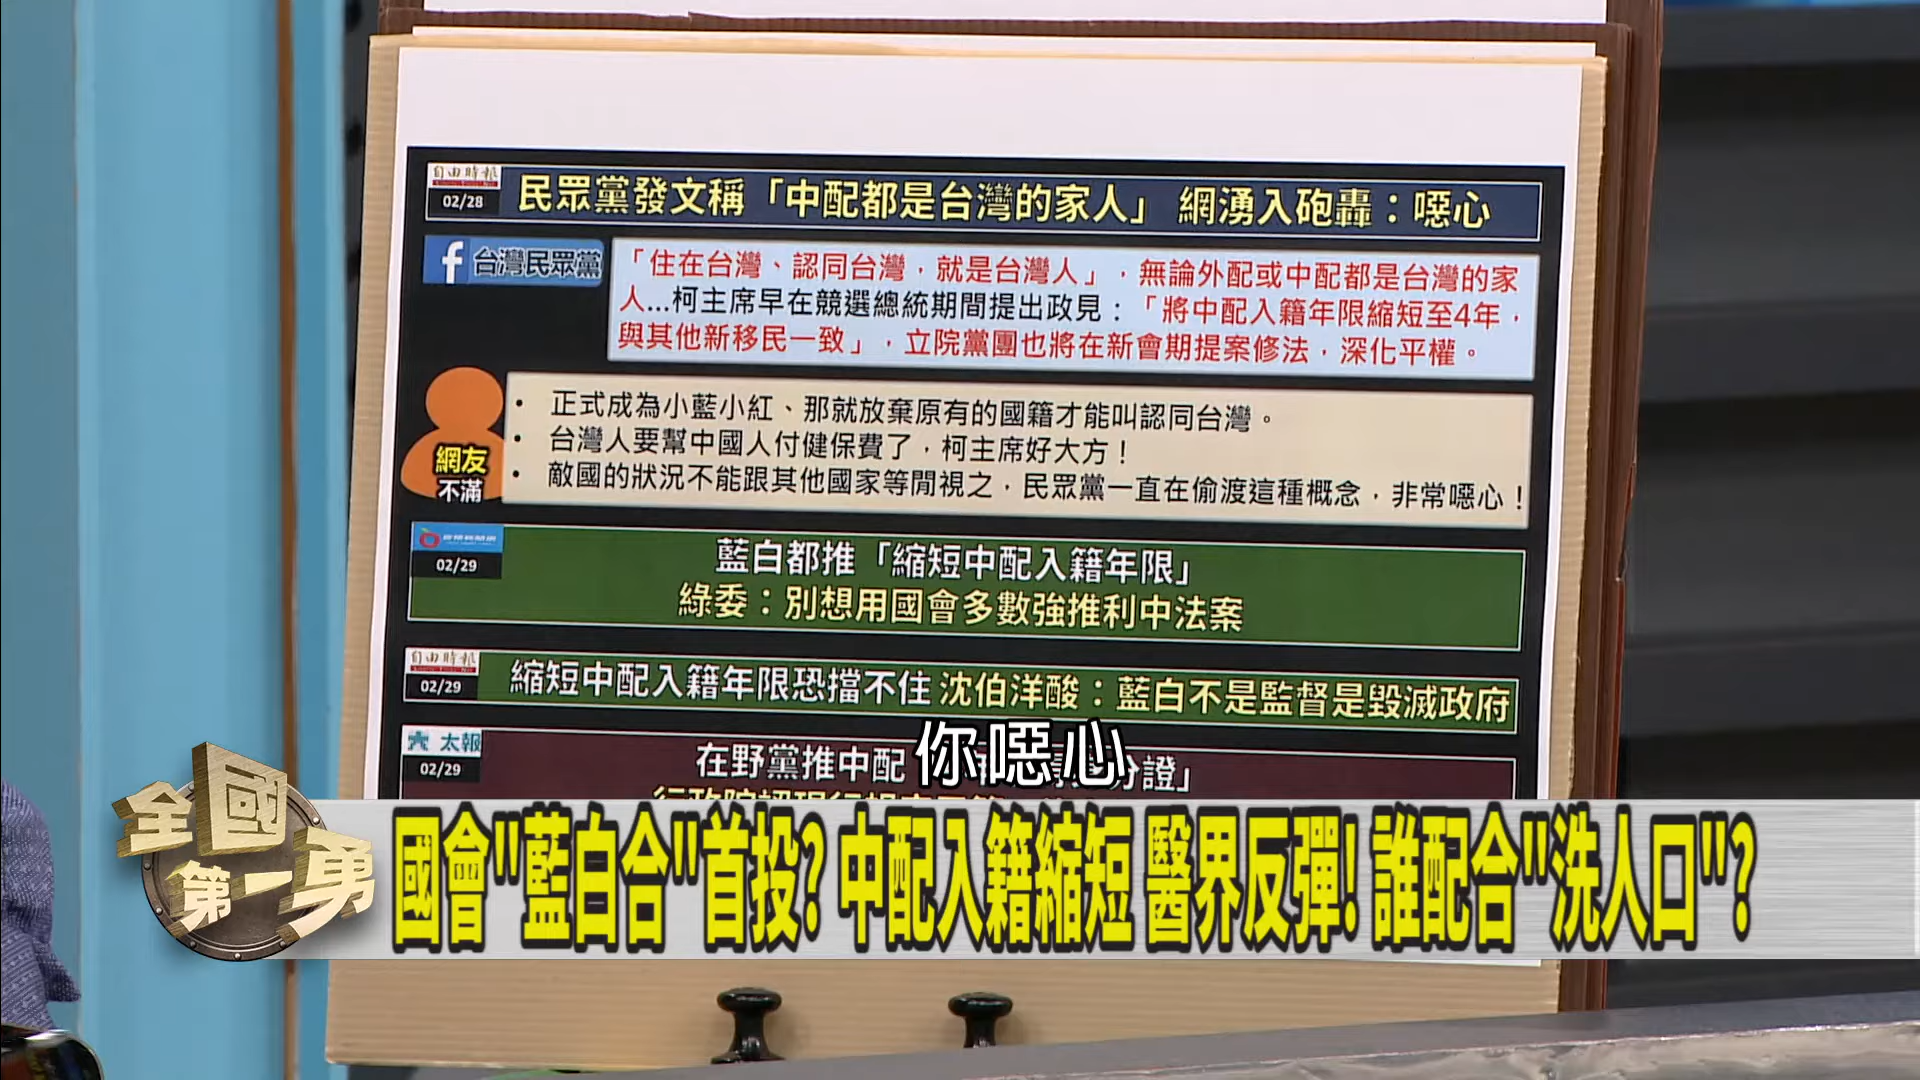 自由時報
02/28
民眾黨發文稱「中配都是台灣的家人」 網湧入砲轟：噁心
f 台灣民眾黨
「住在台灣、認同台灣，就是台灣人」，無論外配或中配都是台灣的家
人...柯主席早在競選總統期間提出政見：「將中配入籍年限縮短至4年，
與其他新移民一致」，立院黨團也將在新會期提案修法，深化平權。
網友
不滿
• 正式成為小藍小紅、那就放棄原有的國籍才能叫認同台灣。
• 台灣人要幫中國人付健保費了，柯主席好大方！
• 敵國的狀況不能跟其他國家等閒視之，民眾黨一直在偷渡這種概念，非常噁心！
02/29
藍白都推「縮短中配入籍年限」
綠委：別想用國會多數強推利中法案
自由時報
02/29
縮短中配入籍年限恐擋不住 沈伯洋酸：藍白不是監督是毀滅政府
太報
02/29
在野黨推中配
分證」
你噁心
全國第一勇
國會"藍白合"首投? 中配入籍縮短 醫界反彈! 誰配合"洗人口"?